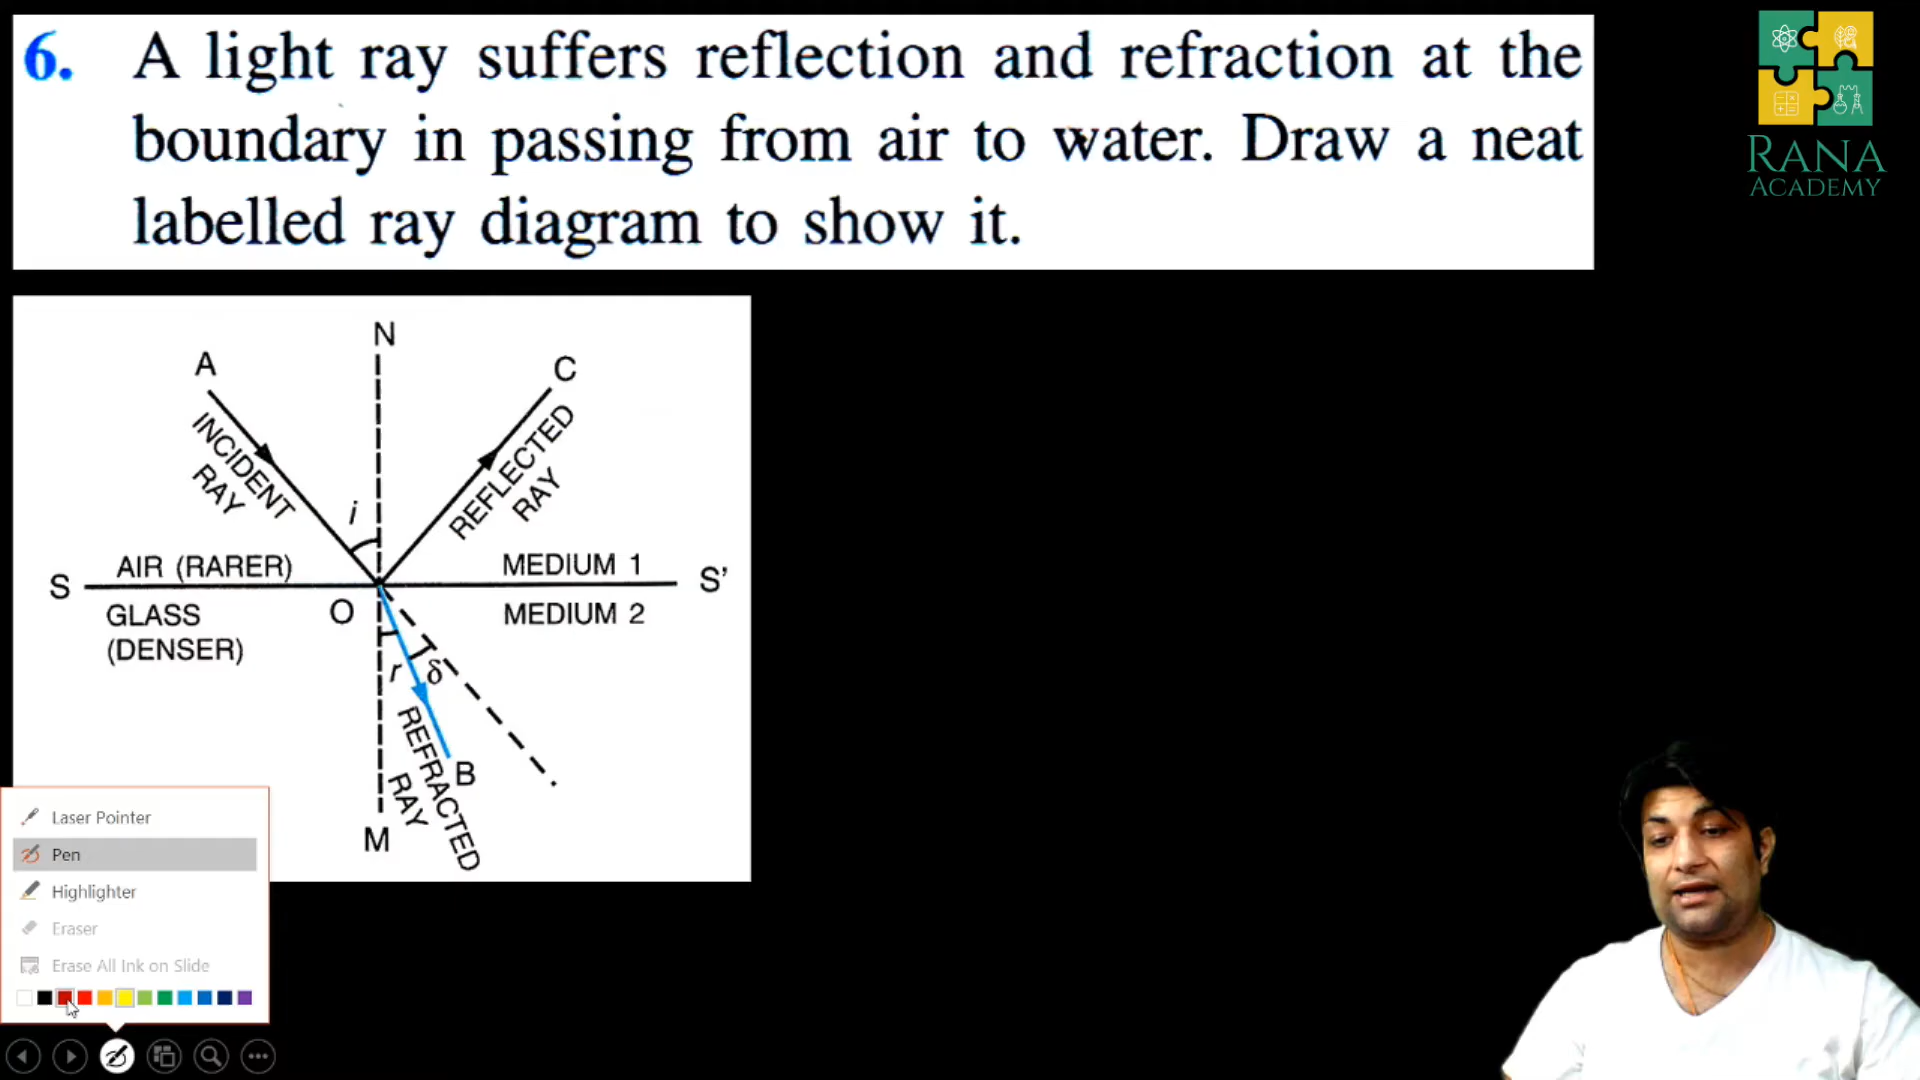 6. A light ray suffers reflection and refraction at the
boundary in passing from air to water. Draw a neat
labelled ray diagram to show it.
RANA
ACADEMY
N
A
C
INCIDENT
RAY
REFLECTED
RAY
i
AIR (RARER)
MEDIUM 1
S
S'
O
GLASS
(DENSER)
MEDIUM 2
r
δ
REFRACTED
RAY
B
M
Laser Pointer
Pen
Highlighter
Eraser
Erase All Ink on Slide